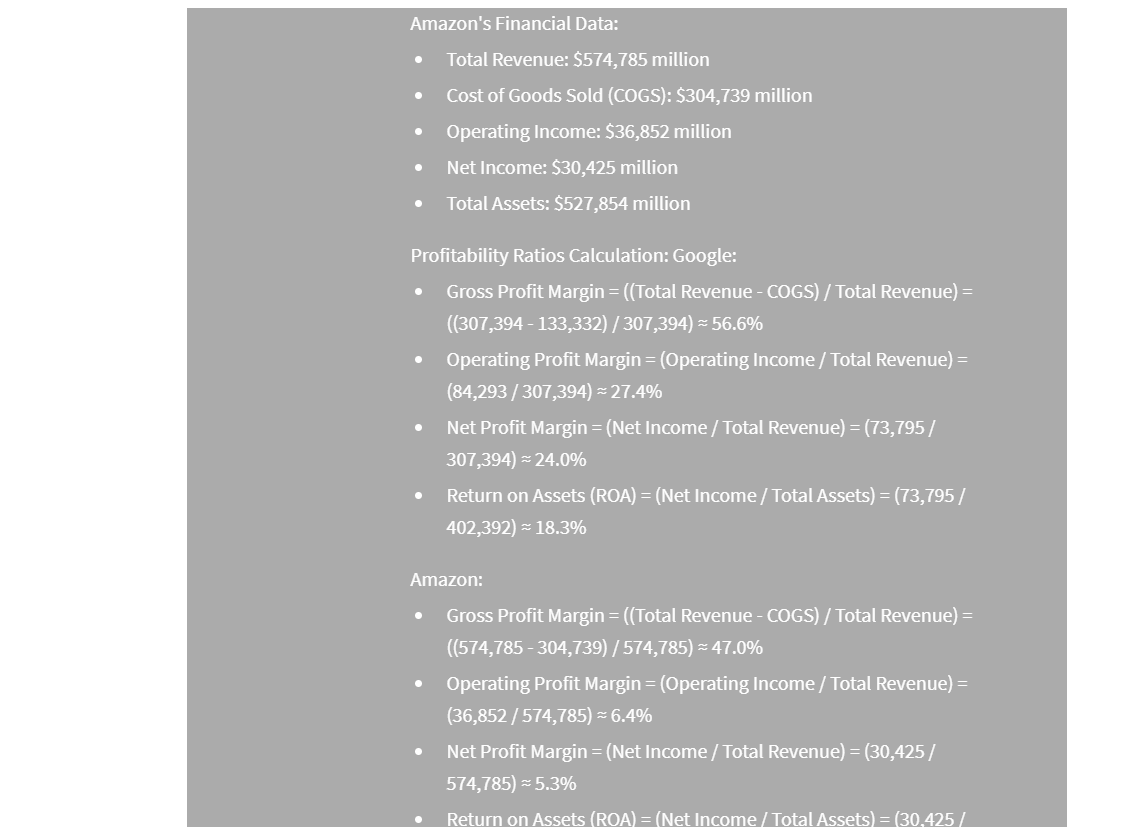 Amazon's Financial Data:
• Total Revenue: $574,785 million
• Cost of Goods Sold (COGS): $304,739 million
• Operating Income: $36,852 million
• Net Income: $30,425 million
• Total Assets: $527,854 million
Profitability Ratios Calculation: Google:
• Gross Profit Margin = ((Total Revenue - COGS) / Total Revenue) =
((307,394 - 133,332) / 307,394) ≈ 56.6%
• Operating Profit Margin = (Operating Income / Total Revenue) =
(84,293 / 307,394) ≈ 27.4%
• Net Profit Margin = (Net Income / Total Revenue) = (73,795 /
307,394) ≈ 24.0%
• Return on Assets (ROA) = (Net Income / Total Assets) = (73,795 /
402,392) ≈ 18.3%
Amazon:
• Gross Profit Margin = ((Total Revenue - COGS) / Total Revenue) =
((574,785 - 304,739) / 574,785) ≈ 47.0%
• Operating Profit Margin = (Operating Income / Total Revenue) =
(36,852 / 574,785) ≈ 6.4%
• Net Profit Margin = (Net Income / Total Revenue) = (30,425 /
574,785) ≈ 5.3%
• Return on Assets (ROA) = (Net Income / Total Assets) = (30,425 /